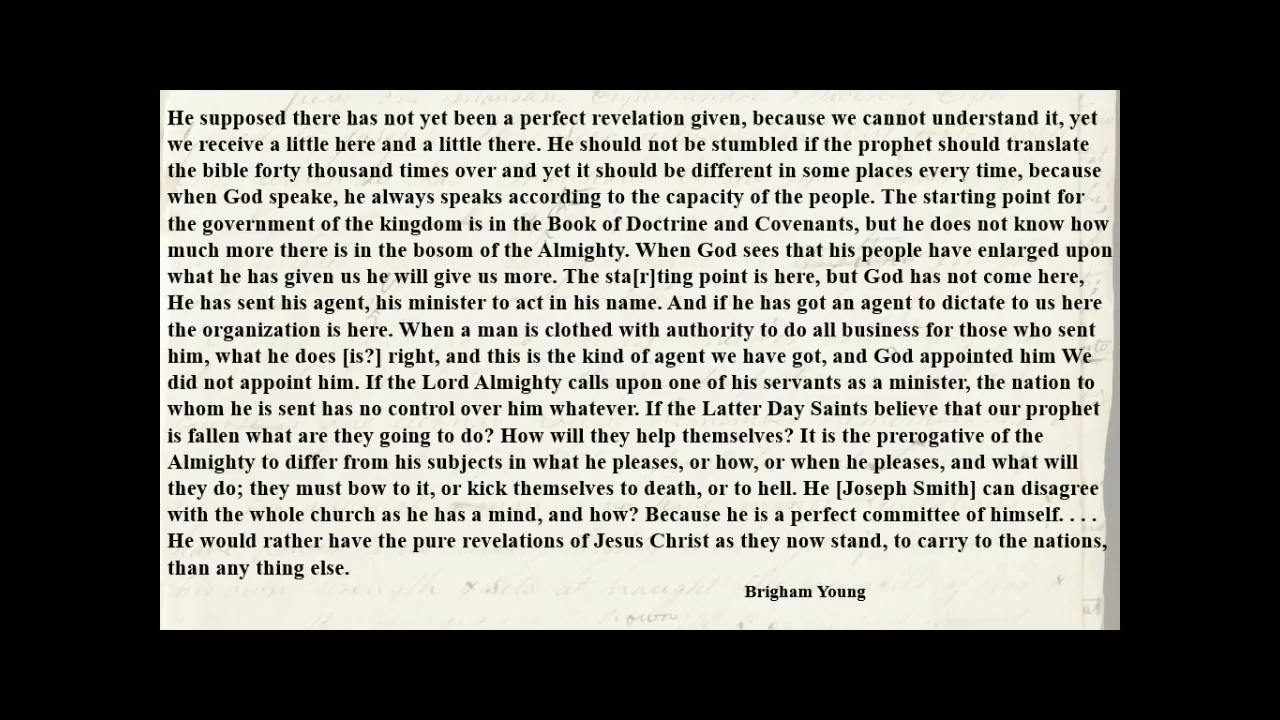 He supposed there has not yet been a perfect revelation given, because we cannot understand it, yet
we receive a little here and a little there. He should not be stumbled if the prophet should translate
the bible forty thousand times over and yet it should be different in some places every time, because
when God speake, he always speaks according to the capacity of the people. The starting point for
the government of the kingdom is in the Book of Doctrine and Covenants, but he does not know how
much more there is in the bosom of the Almighty. When God sees that his people have enlarged upon
what he has given us he will give us more. The sta[r]ting point is here, but God has not come here,
He has sent his agent, his minister to act in his name. And if he has got an agent to dictate to us here
the organization is here. When a man is clothed with authority to do all business for those who sent
him, what he does [is?] right, and this is the kind of agent we have got, and God appointed him We
did not appoint him. If the Lord Almighty calls upon one of his servants as a minister, the nation to
whom he is sent has no control over him whatever. If the Latter Day Saints believe that our prophet
is fallen what are they going to do? How will they help themselves? It is the prerogative of the
Almighty to differ from his subjects in what he pleases, or how, or when he pleases, and what will
they do; they must bow to it, or kick themselves to death, or to hell. He [Joseph Smith] can disagree
with the whole church as he has a mind, and how? Because he is a perfect committee of himself. . . .
He would rather have the pure revelations of Jesus Christ as they now stand, to carry to the nations,
than any thing else.
Brigham Young